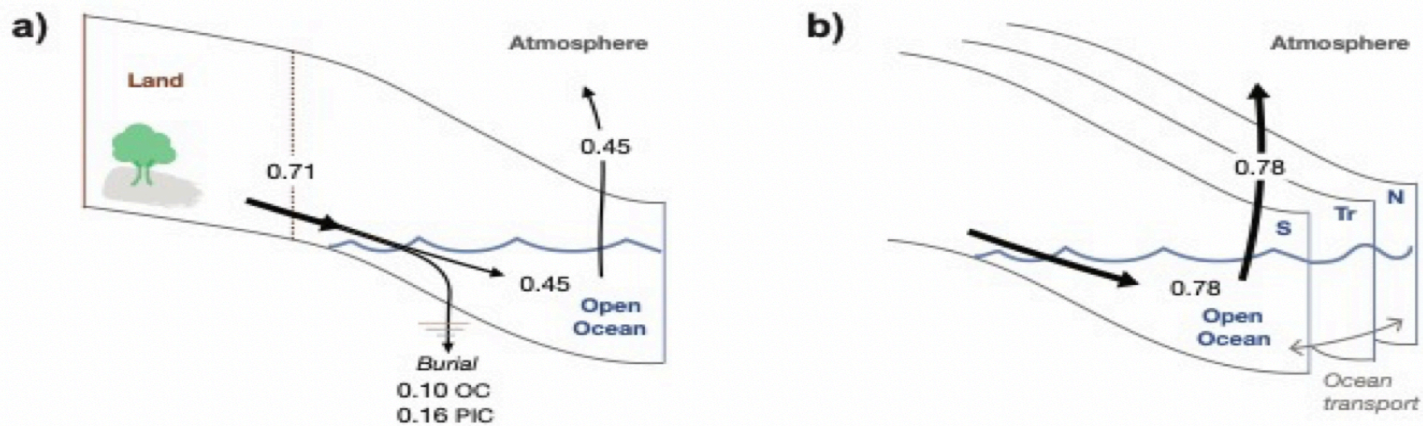 a)
Atmosphere
Land
0.45
0.71
0.45
Open
Ocean
Burial
0.10 OC
0.16 PIC
b)
Atmosphere
0.78
N
Tr
S
0.78
Open
Ocean
Ocean
transport